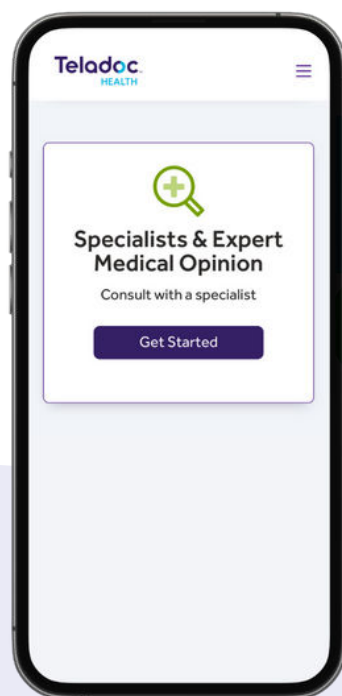 Teladoc
HEALTH
Specialists & Expert
Medical Opinion
Consult with a specialist
Get Started